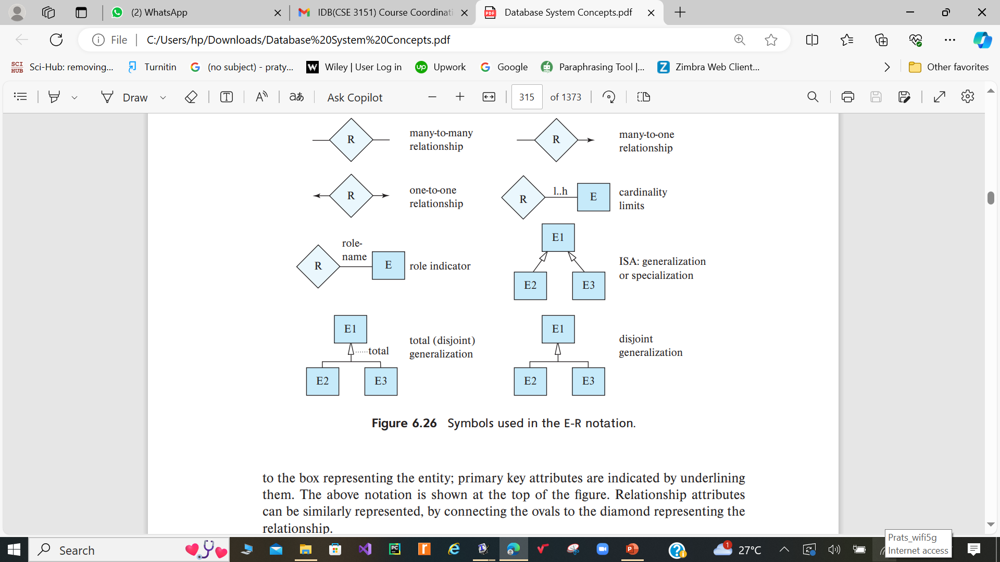 (2) WhatsApp
IDB(CSE 3151) Course Coordinati
PDF
Database System Concepts.pdf
File
C:/Users/hp/Downloads/Database%20System%20Concepts.pdf
SCI HUB
Sci-Hub: removing...
Turnitin
(no subject) - praty...
W
Wiley | User Log in
up
Upwork
Google
Paraphrasing Tool |...
Z
Zimbra Web Client...
Other favorites
Draw
T
A
aあ
Ask Copilot
315
of 1373
R
many-to-many
relationship
R
many-to-one
relationship
R
one-to-one
relationship
R
l..h
E
cardinality
limits
R
role-
name
E
role indicator
E1
E2
E3
ISA: generalization
or specialization
E1
total
E2
E3
total (disjoint)
generalization
E1
E2
E3
disjoint
generalization
Figure 6.26 Symbols used in the E-R notation.
to the box representing the entity; primary key attributes are indicated by underlining
them. The above notation is shown at the top of the figure. Relationship attributes
can be similarly represented, by connecting the ovals to the diamond representing the
relationship.
Prats_wifi5g
Internet access
Search
PC
r
P
1
27°C